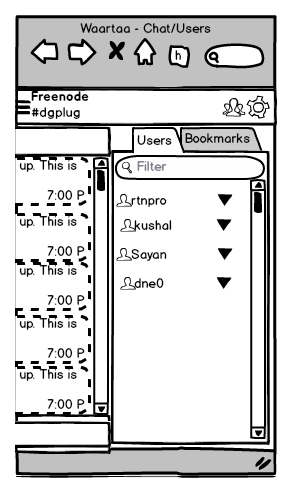 Waartaa - Chat/Users
h
Freenode
#dgplug
Users
Bookmarks
Filter
up. This is
7:00 P
up. This is
7:00 P
up. This is
7:00 P
up. This is
7:00 P
up. This is
7:00 P
rtnpro
kushal
Sayan
dne0